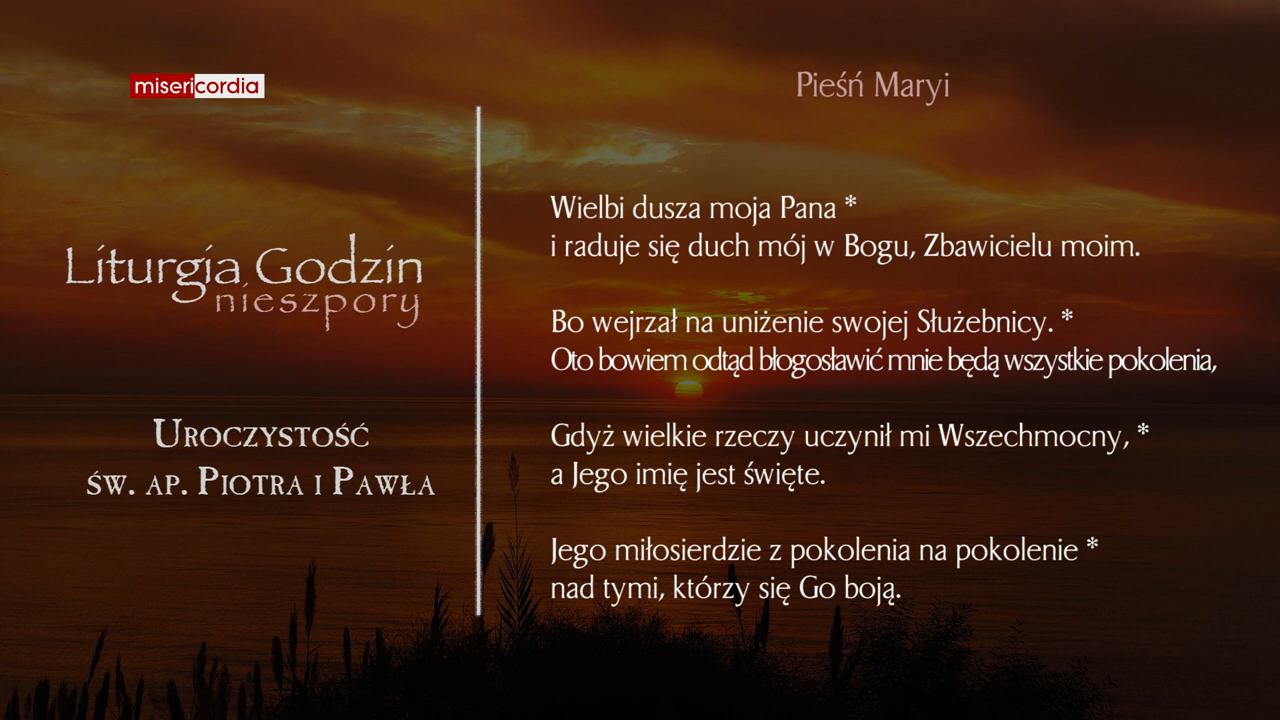 misericordia
Liturgia Godzin
nieszpory
Uroczystość
św. ap. Piotra i Pawła
Pieśń Maryi
Wielbi dusza moja Pana *
i raduje się duch mój w Bogu, Zbawicielu moim.
Bo wejrzał na uniżenie swojej Służebnicy. *
Oto bowiem odtąd błogosławić mnie będą wszystkie pokolenia,
Gdyż wielkie rzeczy uczynił mi Wszechmocny, *
a Jego imię jest święte.
Jego miłosierdzie z pokolenia na pokolenie *
nad tymi, którzy się Go boją.